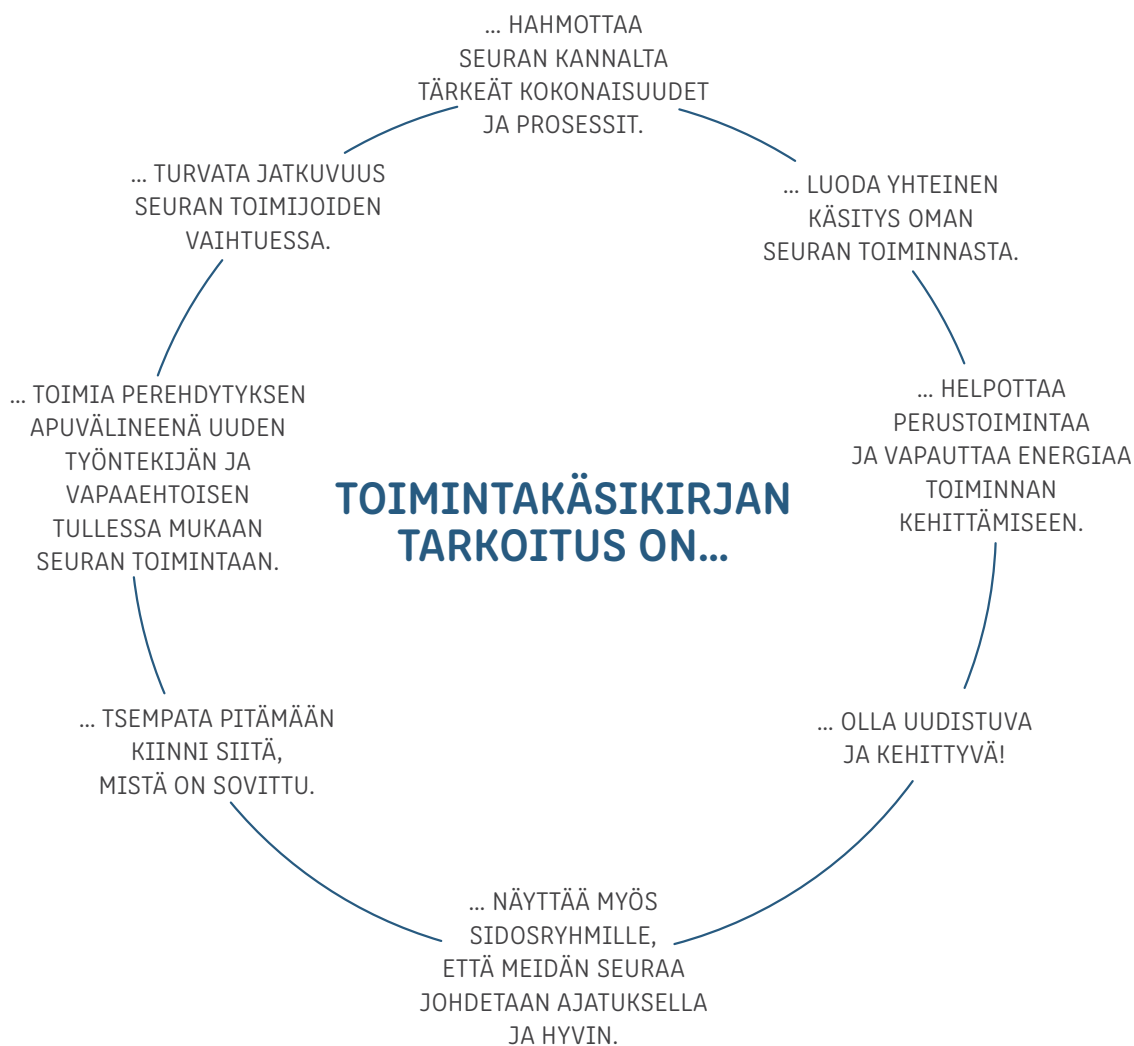 ... HAHMOTTAA
SEURAN KANNALTA
TÄRKEÄT KOKONAISUUDET
JA PROSESSIT.
... LUODA YHTEINEN
KÄSITYS OMAN
SEURAN TOIMINNASTA.
... HELPOTTAA
PERUSTOIMINTAA
JA VAPAUTTAA ENERGIAA
TOIMINNAN
KEHITTÄMISEEN.
... OLLA UUDISTUVA
JA KEHITTYVÄ!
... NÄYTTÄÄ MYÖS
SIDOSRYHMILLE,
ETTÄ MEIDÄN SEURAA
JOHDETAAN AJATUKSELLA
JA HYVIN.
... TSEMPATA PITÄMÄÄN
KIINNI SIITÄ,
MISTÄ ON SOVITTU.
... TOIMIA PEREHDYTYKSEN
APUVÄLINEENÄ UUDEN
TYÖNTEKIJÄN JA
VAPAAEHTOISEN
TULLESSA MUKAAN
SEURAN TOIMINTAAN.
... TURVATA JATKUVUUS
SEURAN TOIMIJOIDEN
VAIHTUESSA.
TOIMINTAKÄSIKIRJAN
TARKOITUS ON...